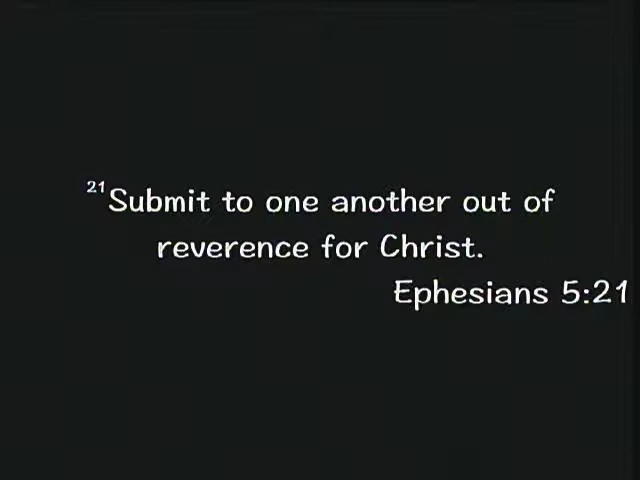 ²¹Submit to one another out of
reverence for Christ.
Ephesians 5:21